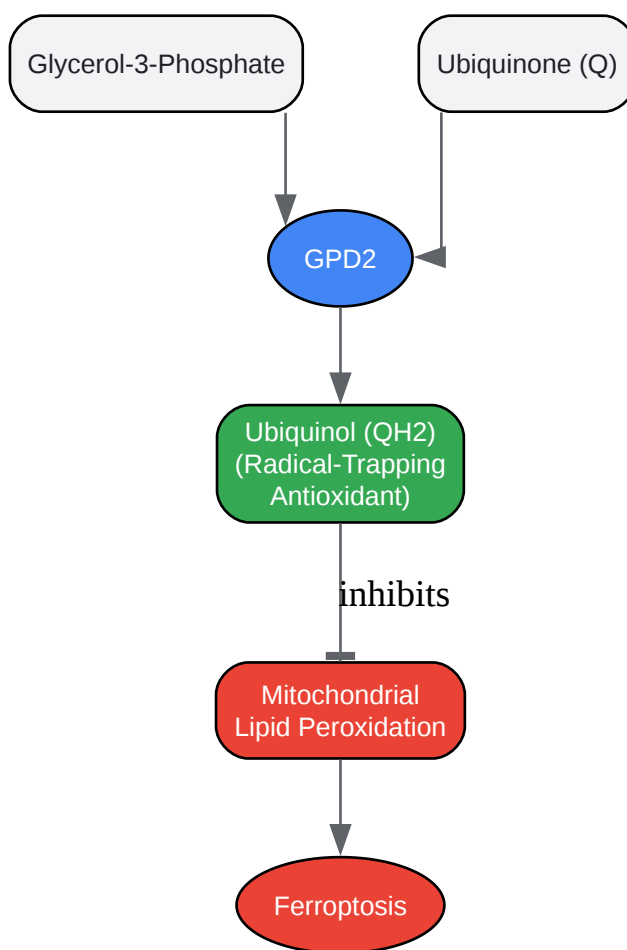 Glycerol-3-Phosphate
Ubiquinone (Q)
GPD2
Ubiquinol (QH2)
(Radical-Trapping
Antioxidant)
inhibits
Mitochondrial
Lipid Peroxidation
Ferroptosis